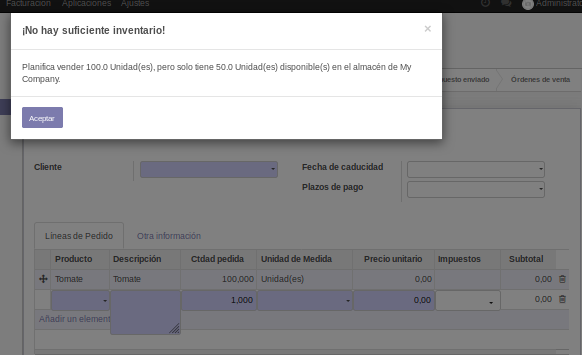 Facturación Aplicaciones Ajustes Administrado
¡No hay suficiente inventario! ×
Planifica vender 100.0 Unidad(es), pero solo tiene 50.0 Unidad(es) disponible(s) en el almacén de My
Company.
Aceptar
puesto enviado Órdenes de venta
Cliente Fecha de caducidad
Plazos de pago
Líneas de Pedido Otra información
Producto Descripción Ctdad pedida Unidad de Medida Precio unitario Impuestos Subtotal
Tomate Tomate 100,000 Unidad(es) 0,00 0,00
1,000 0,00 0,00
Añadir un element